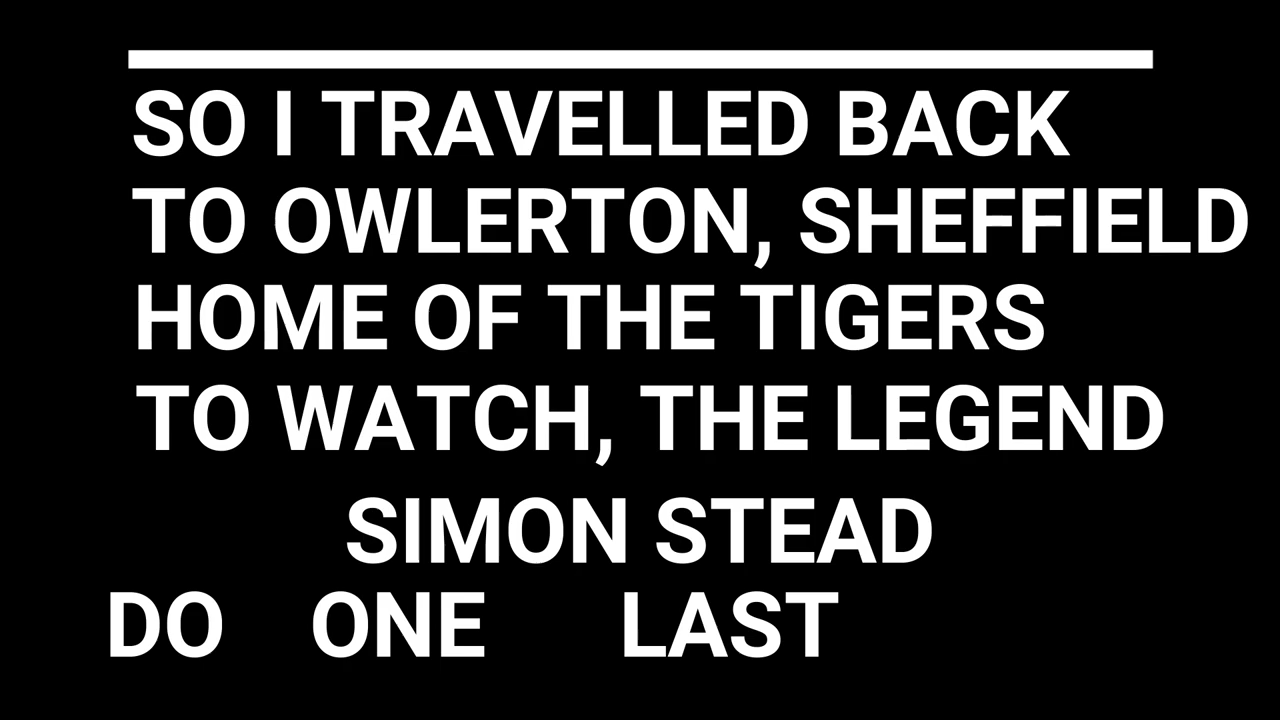 SO I TRAVELLED BACK
TO OWLERTON, SHEFFIELD
HOME OF THE TIGERS
TO WATCH, THE LEGEND
SIMON STEAD
DO ONE LAST